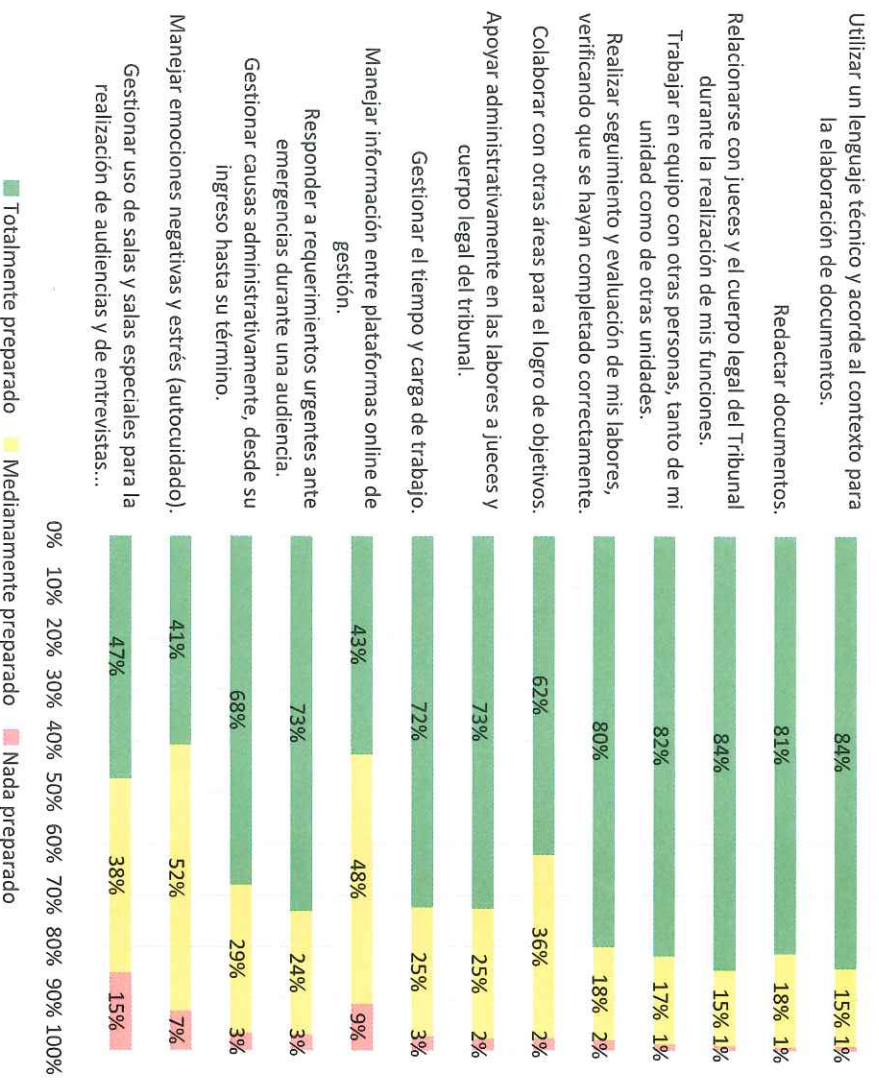 Utilizar un lenguaje técnico y acorde al contexto para
la elaboración de documentos.
84% 15% 1%
Redactar documentos.
81% 18% 1%
Relacionarse con jueces y el cuerpo legal del Tribunal
durante la realización de mis funciones.
84% 15% 1%
Trabajar en equipo con otras personas, tanto de mi
unidad como de otras unidades.
82% 17% 1%
Realizar seguimiento y evaluación de mis labores,
verificando que se hayan completado correctamente.
80% 18% 2%
Colaborar con otras áreas para el logro de objetivos.
62% 36% 2%
Apoyar administrativamente en las labores a jueces y
cuerpo legal del tribunal.
73% 25% 2%
Gestionar el tiempo y carga de trabajo.
72% 25% 3%
Manejar información entre plataformas online de
gestión.
43% 48% 9%
Responder a requerimientos urgentes ante
emergencias durante una audiencia.
73% 24% 3%
Gestionar causas administrativamente, desde su
ingreso hasta su término.
68% 29% 3%
Manejar emociones negativas y estrés (autocuidado).
41% 52% 7%
Gestionar uso de salas y salas especiales para la
realización de audiencias y de entrevistas...
47% 38% 15%
0% 10% 20% 30% 40% 50% 60% 70% 80% 90% 100%
Totalmente preparado Medianamente preparado Nada preparado